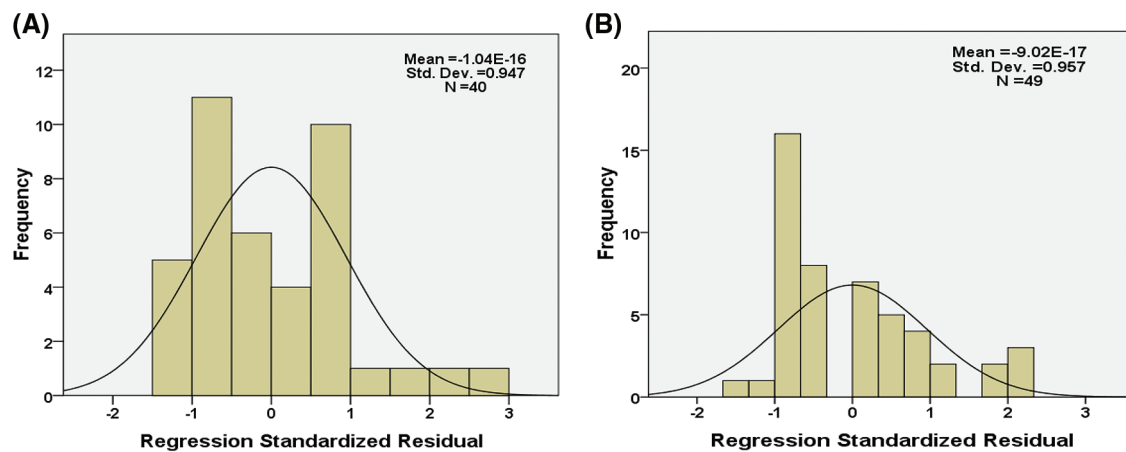 (A)
Mean =-1.04E-16
Std. Dev. =0.947
N =40
Frequency
12
10
8
6
4
2
0
-2 -1 0 1 2 3
Regression Standardized Residual
(B)
Mean =-9.02E-17
Std. Dev. =0.957
N =49
Frequency
20
15
10
5
0
-2 -1 0 1 2 3
Regression Standardized Residual